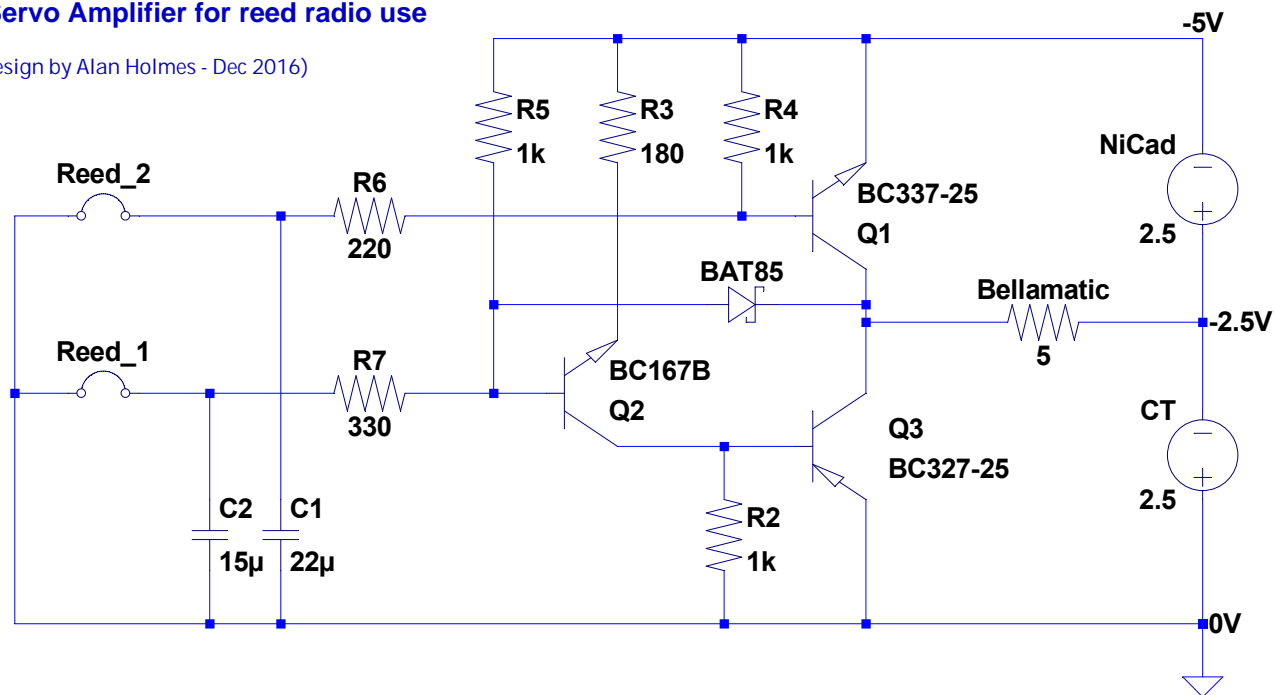 Servo Amplifier for reed radio use
esign by Alan Holmes - Dec 2016)
-5V
R5
1k
R3
180
R4
1k
NiCad
2.5
Reed_2
R6
220
BC337-25
Q1
BAT85
Bellamatic
5
-2.5V
Reed_1
R7
330
BC167B
Q2
CT
2.5
Q3
BC327-25
C2
15µ
C1
22µ
R2
1k
0V